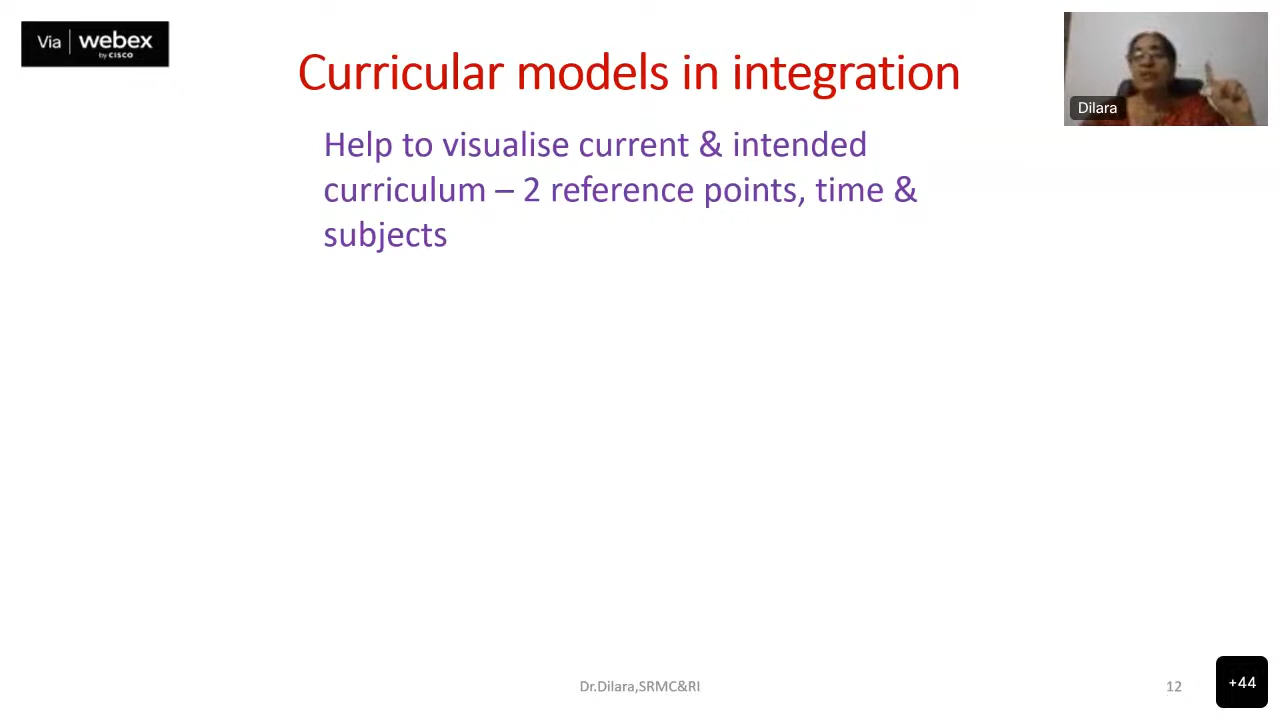 Via | webex
by CISCO
Curricular models in integration
Dilara
Help to visualise current & intended
curriculum – 2 reference points, time &
subjects
Dr.Dilara,SRMC&RI
12
+44